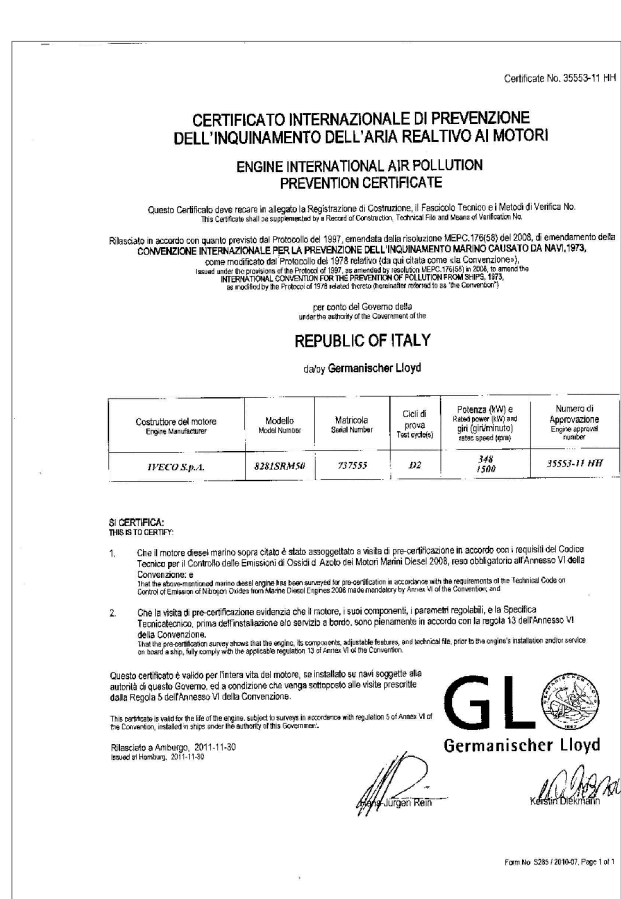 Certificate No. 35553-11 HH
CERTIFICATO INTERNAZIONALE DI PREVENZIONE
DELL'INQUINAMENTO DELL'ARIA REALTIVO AI MOTORI
ENGINE INTERNATIONAL AIR POLLUTION
PREVENTION CERTIFICATE
Questo Certificato deve recare in allegato la Registrazione di Costruzione, il Fascicolo Tecnico e i Metodi di Verifica No.
This Certificate shall be supplemented by a Record of Construction, Technical File and Means of Verification No.
Rilasciato in accordo con quanto previsto dal Protocollo del 1997, emendata dalla risoluzione MEPC.176(58) del 2008, di emendamento della
CONVENZIONE INTERNAZIONALE PER LA PREVENZIONE DELL'INQUINAMENTO MARINO CAUSATO DA NAVI,1973,
come modificato dal Protocollo del 1978 relativo (da qui citata come «la Convenzione»),
Issued under the provisions of the Protocol of 1997, as amended by resolution MEPC.176(58) in 2008, to amend the
INTERNATIONAL CONVENTION FOR THE PREVENTION OF POLLUTION FROM SHIPS, 1973,
as modified by the Protocol of 1978 related thereto (hereinafter referred to as "the Convention")
per conto del Governo della
under the authority of the Government of the
REPUBLIC OF ITALY
da/by Germanischer Lloyd
Costruttore del motore
Engine Manufacturer
Modello
Model Number
Matricola
Serial Number
Cicli di
prova
Test cycle(s)
Potenza (kW) e
Rated power (kW) and
giri (giri/minuto)
rated speed (rpm)
Numero di
Approvazione
Engine approval
number
IVECO S.p.A.
8281SRM50
737555
D2
348
1500
35553-11 HH
SI CERTIFICA:
THIS IS TO CERTIFY:
1. Che il motore diesel marino sopra citato è stato assoggettato a visita di pre-certificazione in accordo con i requisiti del Codice
Tecnico per il Controllo delle Emissioni di Ossidi di Azoto dei Motori Marini Diesel 2008, reso obbligatorio all'Annesso VI della
Convenzione; e
That the above-mentioned marine diesel engine has been surveyed for pre-certification in accordance with the requirements of the Technical Code on
Control of Emission of Nitrogen Oxides from Marine Diesel Engines 2008 made mandatory by Annex VI of the Convention; and
2. Che la visita di pre-certificazione evidenzia che il motore, i suoi componenti, i parametri regolabili, e la Specifica
Tecnicatecnico, prima dell'installazione e/o servizio a bordo, sono pienamente in accordo con la regola 13 dell'Annesso VI
della Convenzione.
That the pre-certification survey shows that the engine, its components, adjustable features, and technical file, prior to the engine's installation and/or service
on board a ship, fully comply with the applicable regulation 13 of Annex VI of the Convention.
Questo certificato è valido per l'intera vita del motore, se installato su navi soggette alla
autorità di questo Governo, ed a condizione che venga sottoposto alle visite prescritte
dalla Regola 5 dell'Annesso VI della Convenzione.
This certificate is valid for the life of the engine, subject to surveys in accordance with regulation 5 of Annex VI of
the Convention, installed in ships under the authority of this Government.
Rilasciato a Amburgo, 2011-11-30
Issued at Hamburg, 2011-11-30
GL
Germanischer Lloyd
Jürgen Rein
Kerstin Diekmann
Form No. S265 / 2010-07, Page 1 of 1